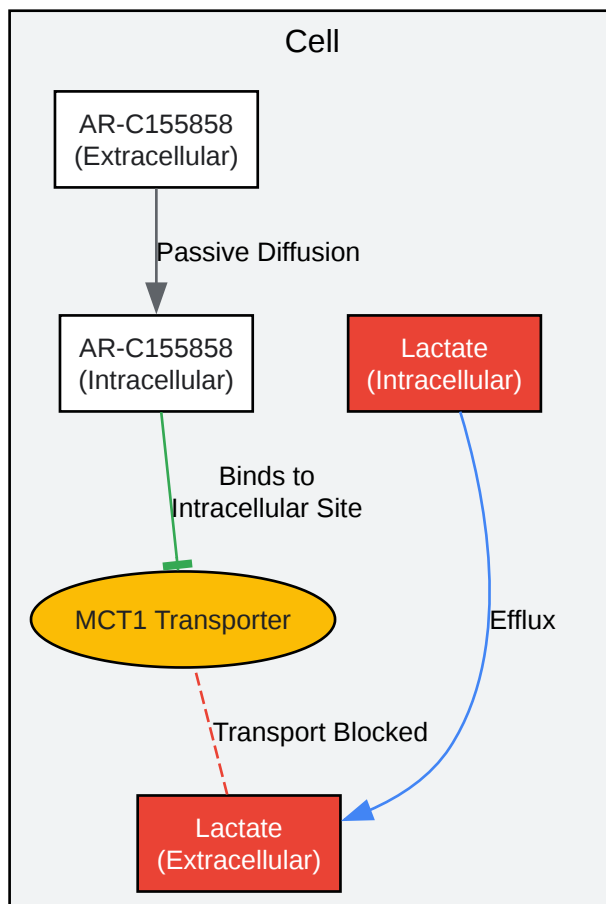 Cell
AR-C155858
(Extracellular)
Passive Diffusion
AR-C155858
(Intracellular)
Lactate
(Intracellular)
Binds to
Intracellular Site
MCT1 Transporter
Efflux
Transport Blocked
Lactate
(Extracellular)